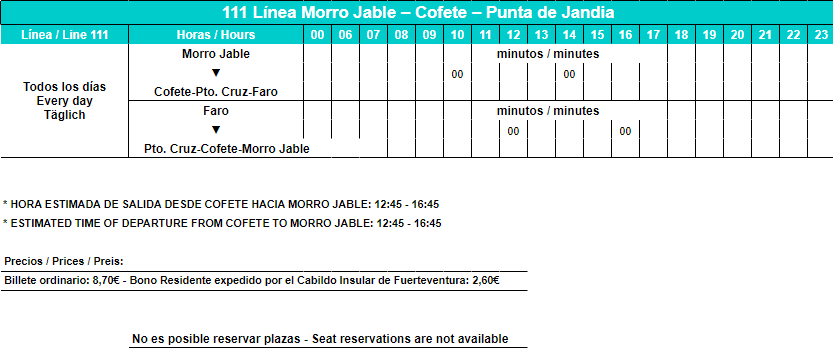 111 Línea Morro Jable – Cofete – Punta de Jandia
Línea / Line 111 Horas / Hours 00 06 07 08 09 10 11 12 13 14 15 16 17 18 19 20 21 22 23
Morro Jable minutos / minutes
▼ 00 00
Cofete-Pto. Cruz-Faro
Todos los días
Every day
Täglich
Faro minutos / minutes
▼ 00 00
Pto. Cruz-Cofete-Morro Jable
* HORA ESTIMADA DE SALIDA DESDE COFETE HACIA MORRO JABLE: 12:45 - 16:45
* ESTIMATED TIME OF DEPARTURE FROM COFETE TO MORRO JABLE: 12:45 - 16:45
Precios / Prices / Preis:
Billete ordinario: 8,70€ - Bono Residente expedido por el Cabildo Insular de Fuerteventura: 2,60€
No es posible reservar plazas - Seat reservations are not available